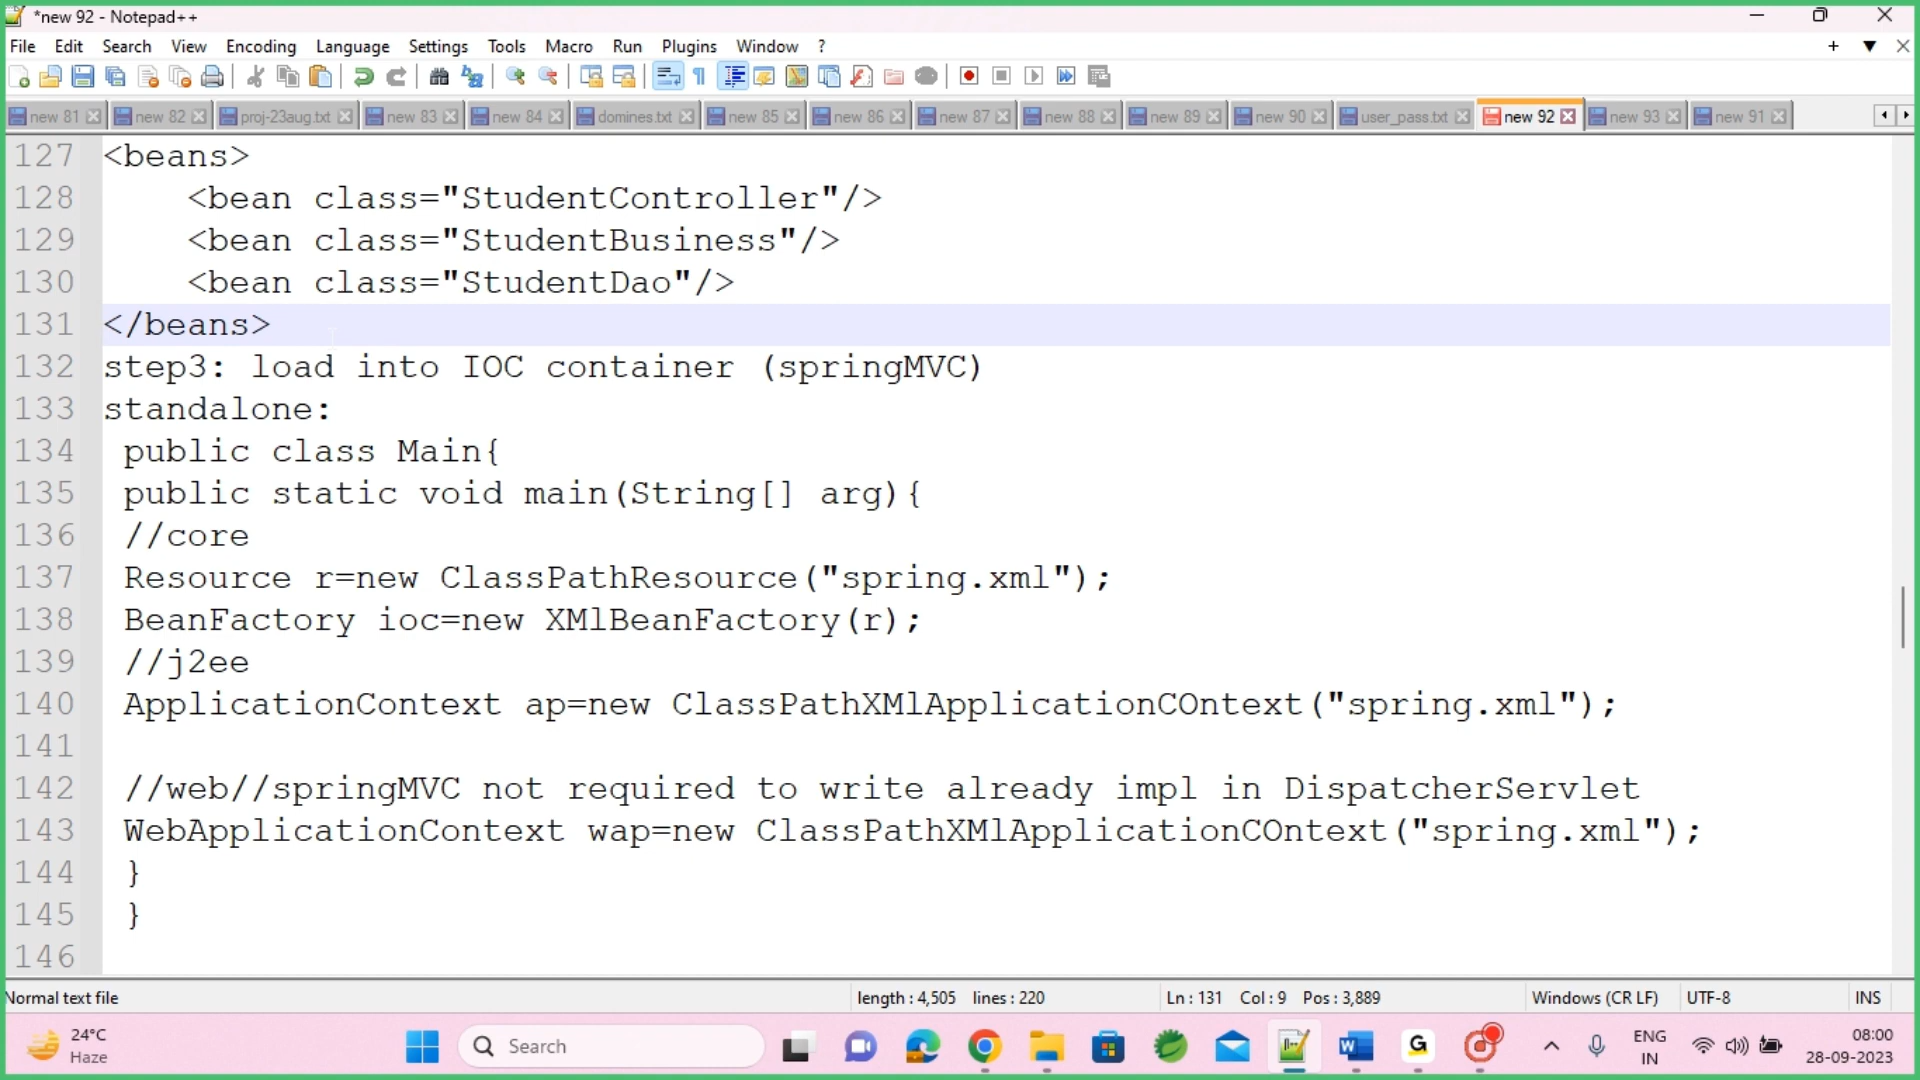 *new 92 - Notepad++
File Edit Search View Encoding Language Settings Tools Macro Run Plugins Window ?
new 81 new 82 proj-23aug.txt new 83 new 84 domines.txt new 85 new 86 new 87 new 88 new 89 new 90 user_pass.txt new 92 new 93 new 91
127 <beans>
128 <bean class="StudentController"/>
129 <bean class="StudentBusiness"/>
130 <bean class="StudentDao"/>
131 </beans>
132 step3: load into IOC container (springMVC)
133 standalone:
134 public class Main{
135 public static void main(String[] arg){
136 //core
137 Resource r=new ClassPathResource("spring.xml");
138 BeanFactory ioc=new XMlBeanFactory(r);
139 //j2ee
140 ApplicationContext ap=new ClassPathXMlApplicationCOntext("spring.xml");
141
142 //web//springMVC not required to write already impl in DispatcherServlet
143 WebApplicationContext wap=new ClassPathXMlApplicationCOntext("spring.xml");
144 }
145 }
146
Normal text file length : 4,505 lines : 220 Ln : 131 Col : 9 Pos : 3,889 Windows (CR LF) UTF-8 INS
24°C
Haze
Search
ENG
IN
08:00
28-09-2023